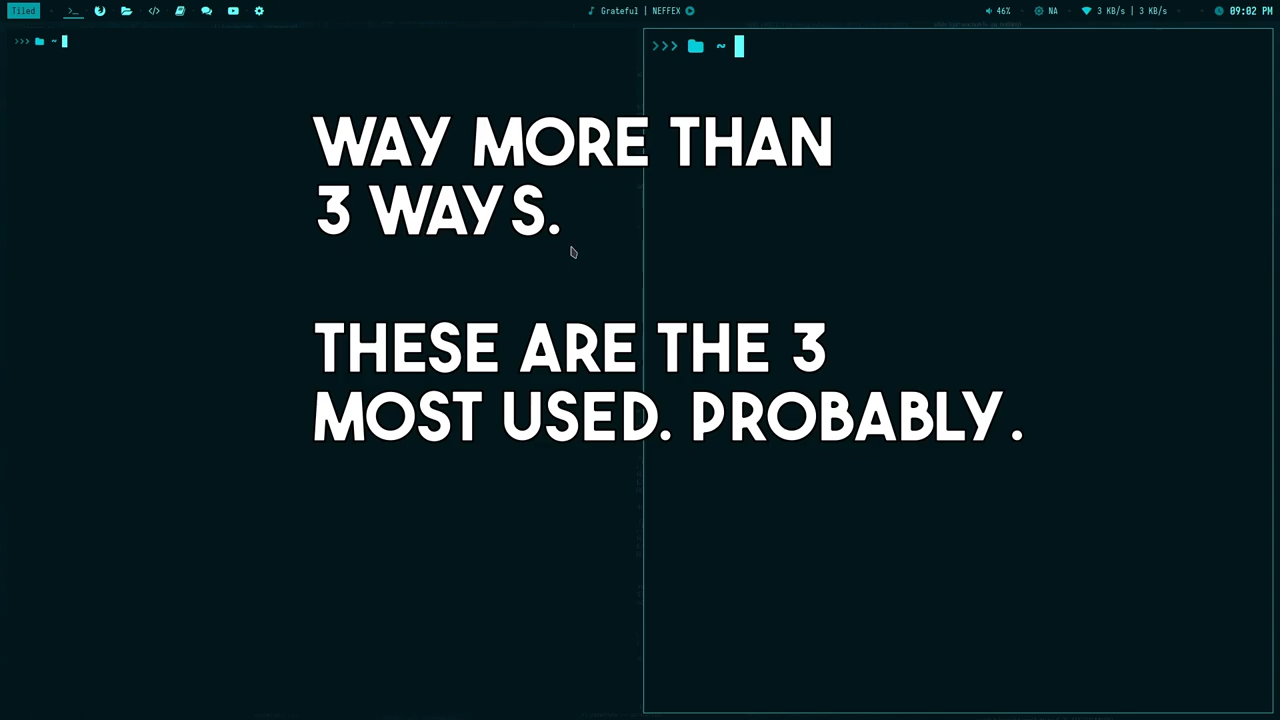 Tiled >_ </> Grateful | NEFFEX 46% NA 3 KB/s | 3 KB/s 09:02 PM
>>> ~
>>> ~
WAY MORE THAN
3 WAYS.
THESE ARE THE 3
MOST USED. PROBABLY.